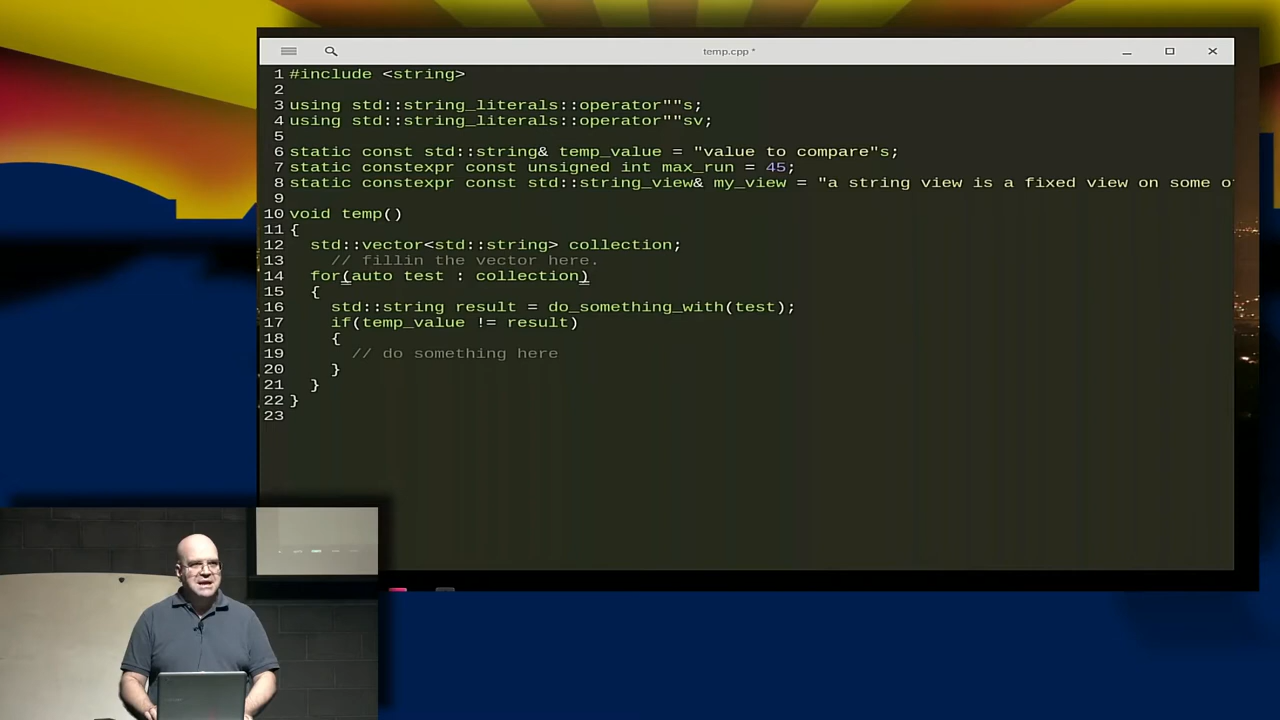 temp.cpp *
1 #include <string>
2
3 using std::string_literals::operator""s;
4 using std::string_literals::operator""sv;
5
6 static const std::string& temp_value = "value to compare"s;
7 static constexpr const unsigned int max_run = 45;
8 static constexpr const std::string_view& my_view = "a string view is a fixed view on some o
9
10 void temp()
11 {
12 std::vector<std::string> collection;
13 // fillin the vector here.
14 for(auto test : collection)
15 {
16 std::string result = do_something_with(test);
17 if(temp_value != result)
18 {
19 // do something here
20 }
21 }
22 }
23